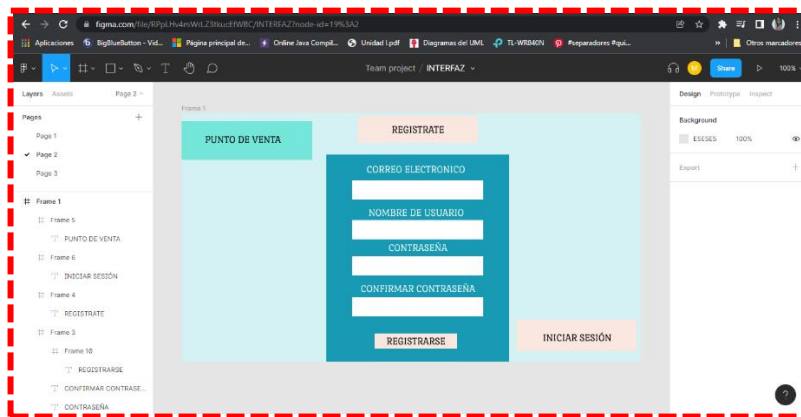 figma.com/file/RPpLHv4mWrLZ3tkucEfWBC/INTERFAZ?node-id=19%3A2
Aplicaciones BigBlueButton - Vid... Página principal de... Online Java Compil... Unidad I.pdf Diagramas del UML TL-WR840N #separadores #qui... » Otros marcadores
Team project / INTERFAZ Share 100%
Layers Assets Page 2 Design Prototype Inspect
Pages +
Page 1
Page 2
Page 3
Frame 1
Frame 5
PUNTO DE VENTA
Frame 6
INICIAR SESIÓN
Frame 4
REGISTRATE
Frame 3
Frame 10
REGISTRARSE
CONFIRMAR CONTRASE...
CONTRASEÑA
Frame 1
PUNTO DE VENTA
REGISTRATE
CORREO ELECTRONICO
NOMBRE DE USUARIO
CONTRASEÑA
CONFIRMAR CONTRASEÑA
REGISTRARSE
INICIAR SESIÓN
Background
E5E5E5 100%
Export +
?